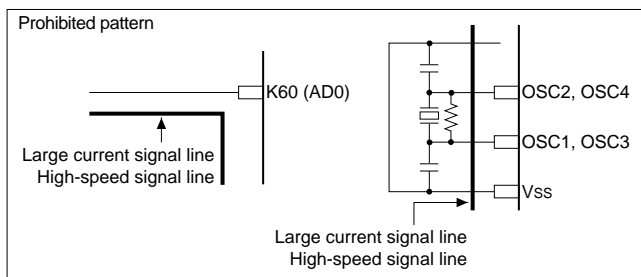 Prohibited pattern
K60 (AD0)
Large current signal line
High-speed signal line
OSC2, OSC4
OSC1, OSC3
VSS
Large current signal line
High-speed signal line